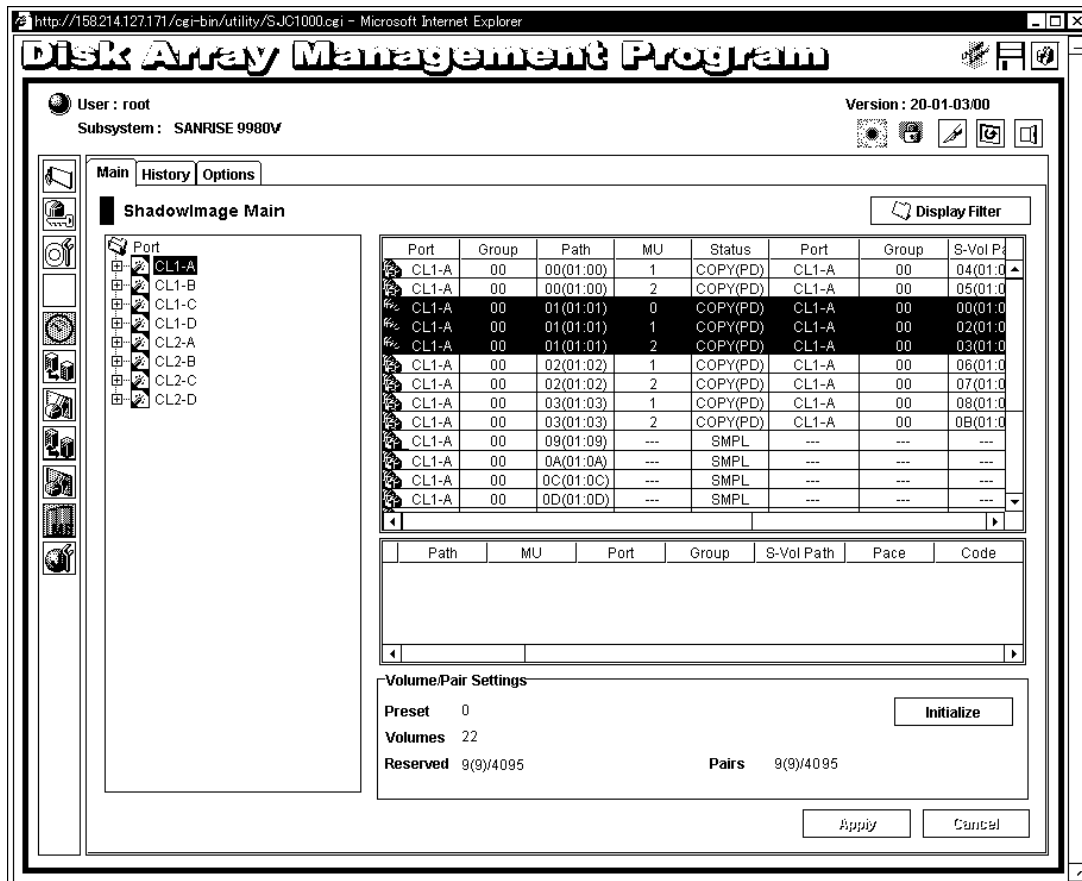 http://158.214.127.171/cgi-bin/utility/SJC1000.cgi - Microsoft Internet Explorer
Disk Array Management Program
User : root
Version : 20-01-03/00
Subsystem : SANRISE 9980V
Main History Options
ShadowImage Main
Display Filter
Port
CL1-A
CL1-B
CL1-C
CL1-D
CL2-A
CL2-B
CL2-C
CL2-D
Port Group Path MU Status Port Group S-Vol Pa
CL1-A 00 00(01:00) 1 COPY(PD) CL1-A 00 04(01:0
CL1-A 00 00(01:00) 2 COPY(PD) CL1-A 00 05(01:0
CL1-A 00 01(01:01) 0 COPY(PD) CL1-A 00 00(01:0
CL1-A 00 01(01:01) 1 COPY(PD) CL1-A 00 02(01:0
CL1-A 00 01(01:01) 2 COPY(PD) CL1-A 00 03(01:0
CL1-A 00 02(01:02) 1 COPY(PD) CL1-A 00 06(01:0
CL1-A 00 02(01:02) 2 COPY(PD) CL1-A 00 07(01:0
CL1-A 00 03(01:03) 1 COPY(PD) CL1-A 00 08(01:0
CL1-A 00 03(01:03) 2 COPY(PD) CL1-A 00 0B(01:0
CL1-A 00 09(01:09) --- SMPL --- --- ---
CL1-A 00 0A(01:0A) --- SMPL --- --- ---
CL1-A 00 0C(01:0C) --- SMPL --- --- ---
CL1-A 00 0D(01:0D) --- SMPL --- --- ---
Path MU Port Group S-Vol Path Pace Code
Volume/Pair Settings
Preset 0
Initialize
Volumes 22
Reserved 9(9)/4095 Pairs 9(9)/4095
Apply Cancel